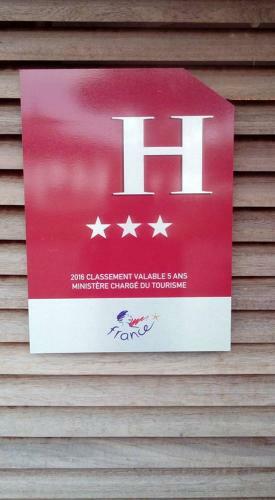 H
2016 CLASSEMENT VALABLE 5 ANS
MINISTÈRE CHARGÉ DU TOURISME
france